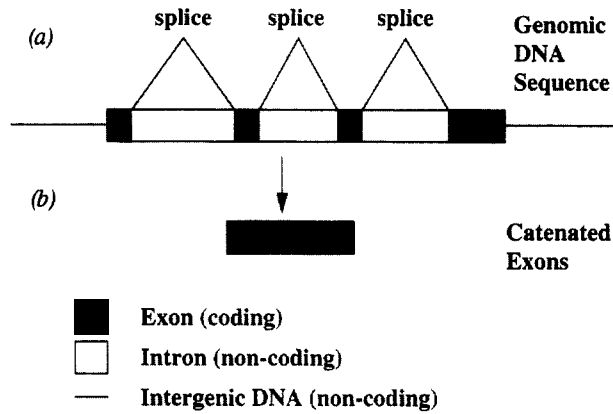 splice splice splice
(a)
Genomic
DNA
Sequence
(b)
Catenated
Exons
Exon (coding)
Intron (non-coding)
Intergenic DNA (non-coding)